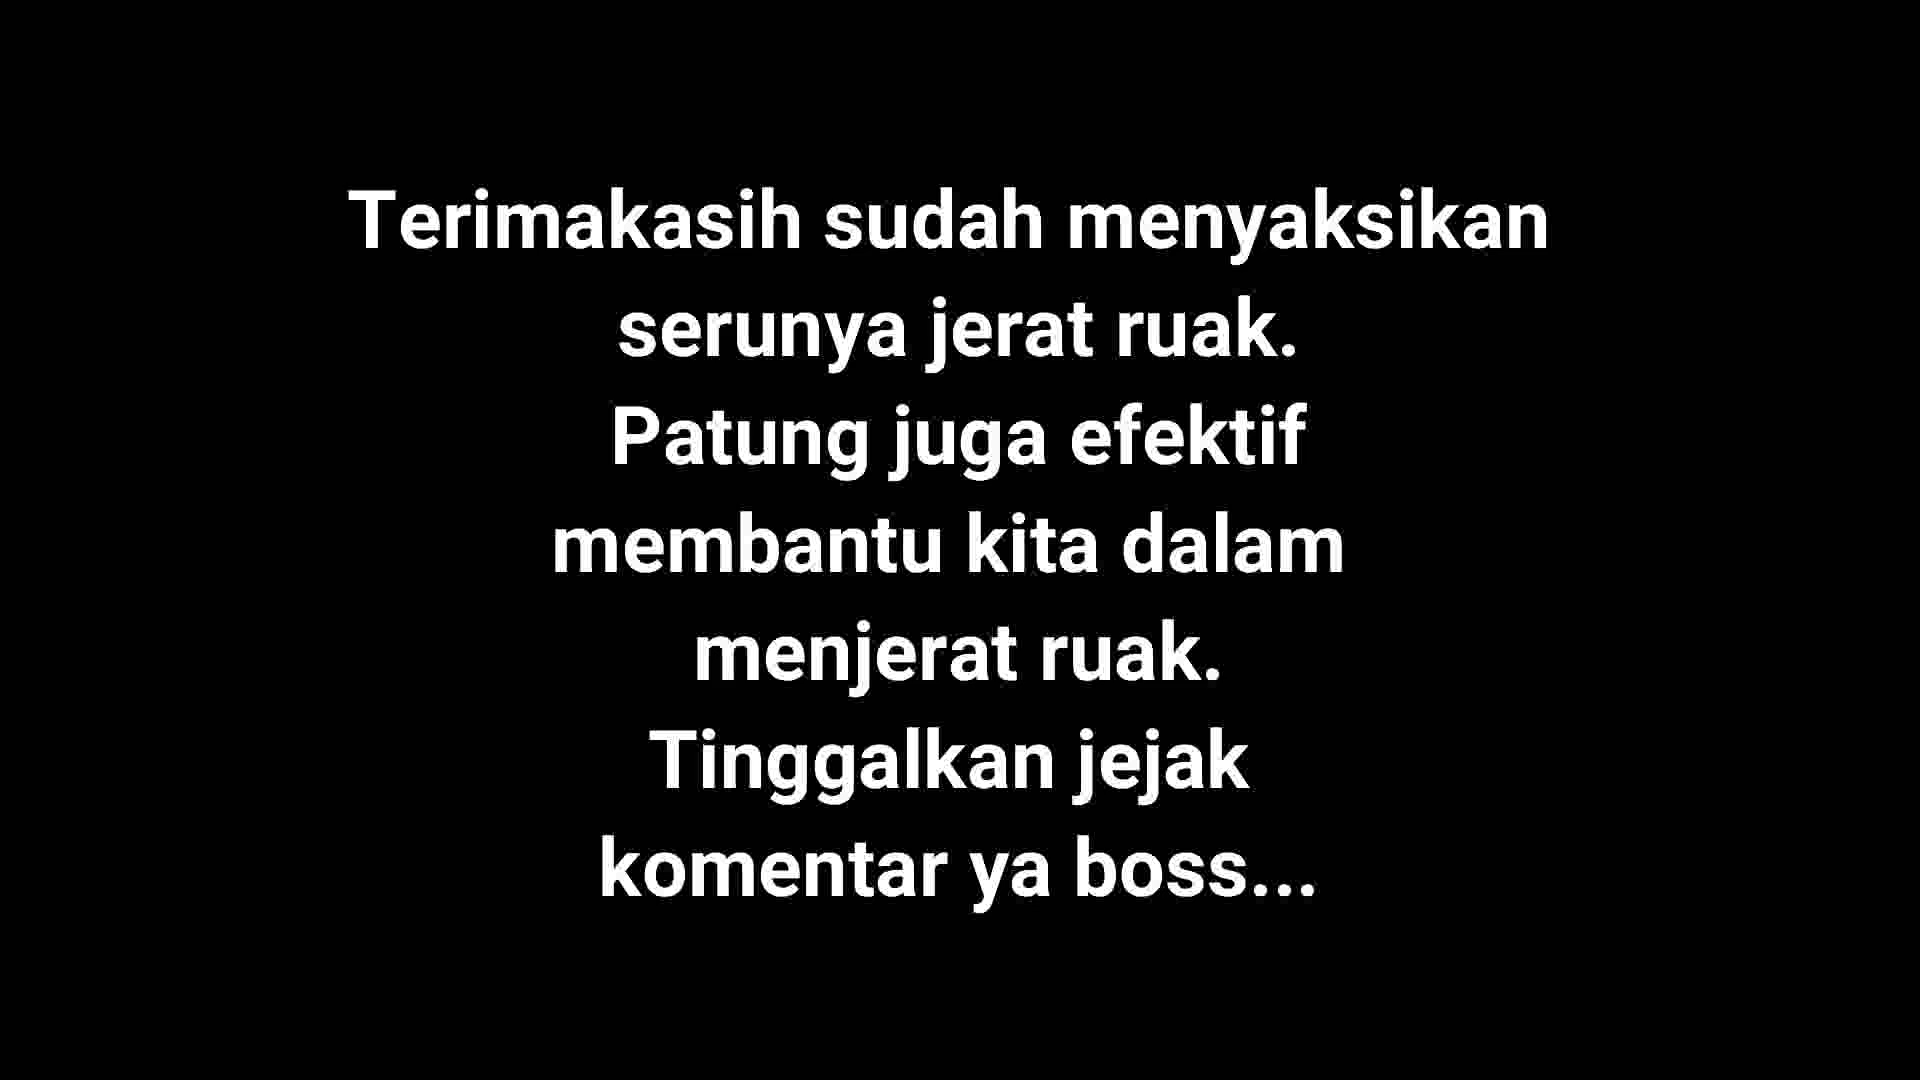 Terimakasih sudah menyaksikan
serunya jerat ruak.
Patung juga efektif
membantu kita dalam
menjerat ruak.
Tinggalkan jejak
komentar ya boss...